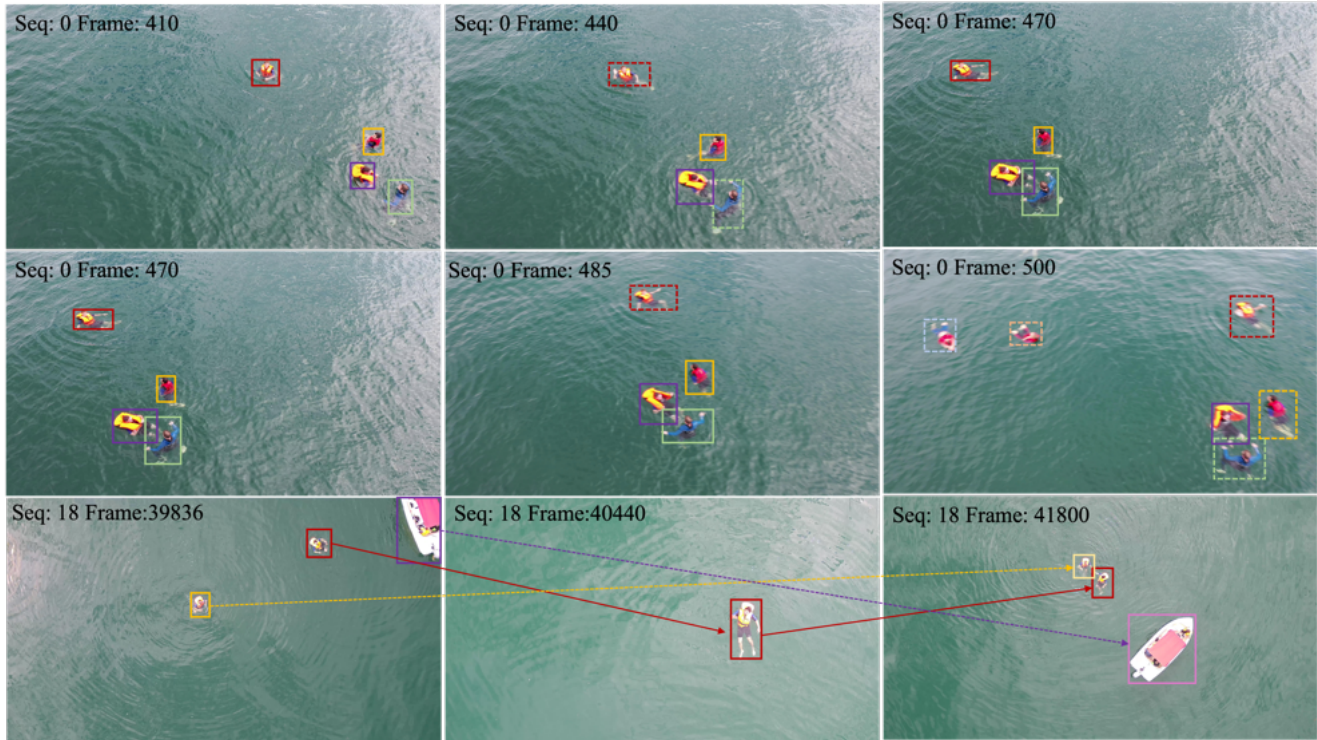 Seq: 0 Frame: 410
Seq: 0 Frame: 440
Seq: 0 Frame: 470
Seq: 0 Frame: 470
Seq: 0 Frame: 485
Seq: 0 Frame: 500
Seq: 18 Frame:39836
Seq: 18 Frame:40440
Seq: 18 Frame: 41800